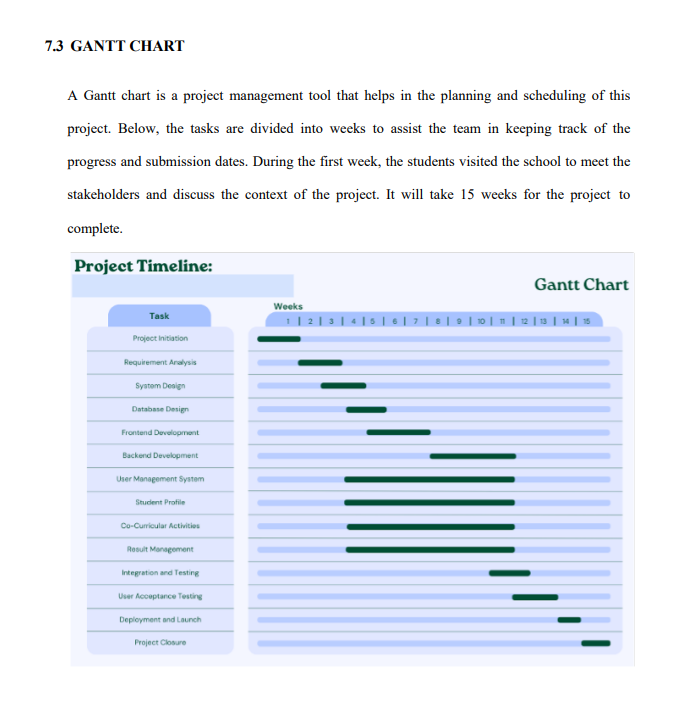 7.3 GANTT CHART
A Gantt chart is a project management tool that helps in the planning and scheduling of this
project. Below, the tasks are divided into weeks to assist the team in keeping track of the
progress and submission dates. During the first week, the students visited the school to meet the
stakeholders and discuss the context of the project. It will take 15 weeks for the project to
complete.
Project Timeline:
Gantt Chart
Weeks
Task
1 | 2 | 3 | 4 | 5 | 6 | 7 | 8 | 9 | 10 | 11 | 12 | 13 | 14 | 15
Project Initiation
Requirement Analysis
System Design
Database Design
Frontend Development
Backend Development
User Management System
Student Profile
Co-Curricular Activities
Result Management
Integration and Testing
User Acceptance Testing
Deployment and Launch
Project Closure